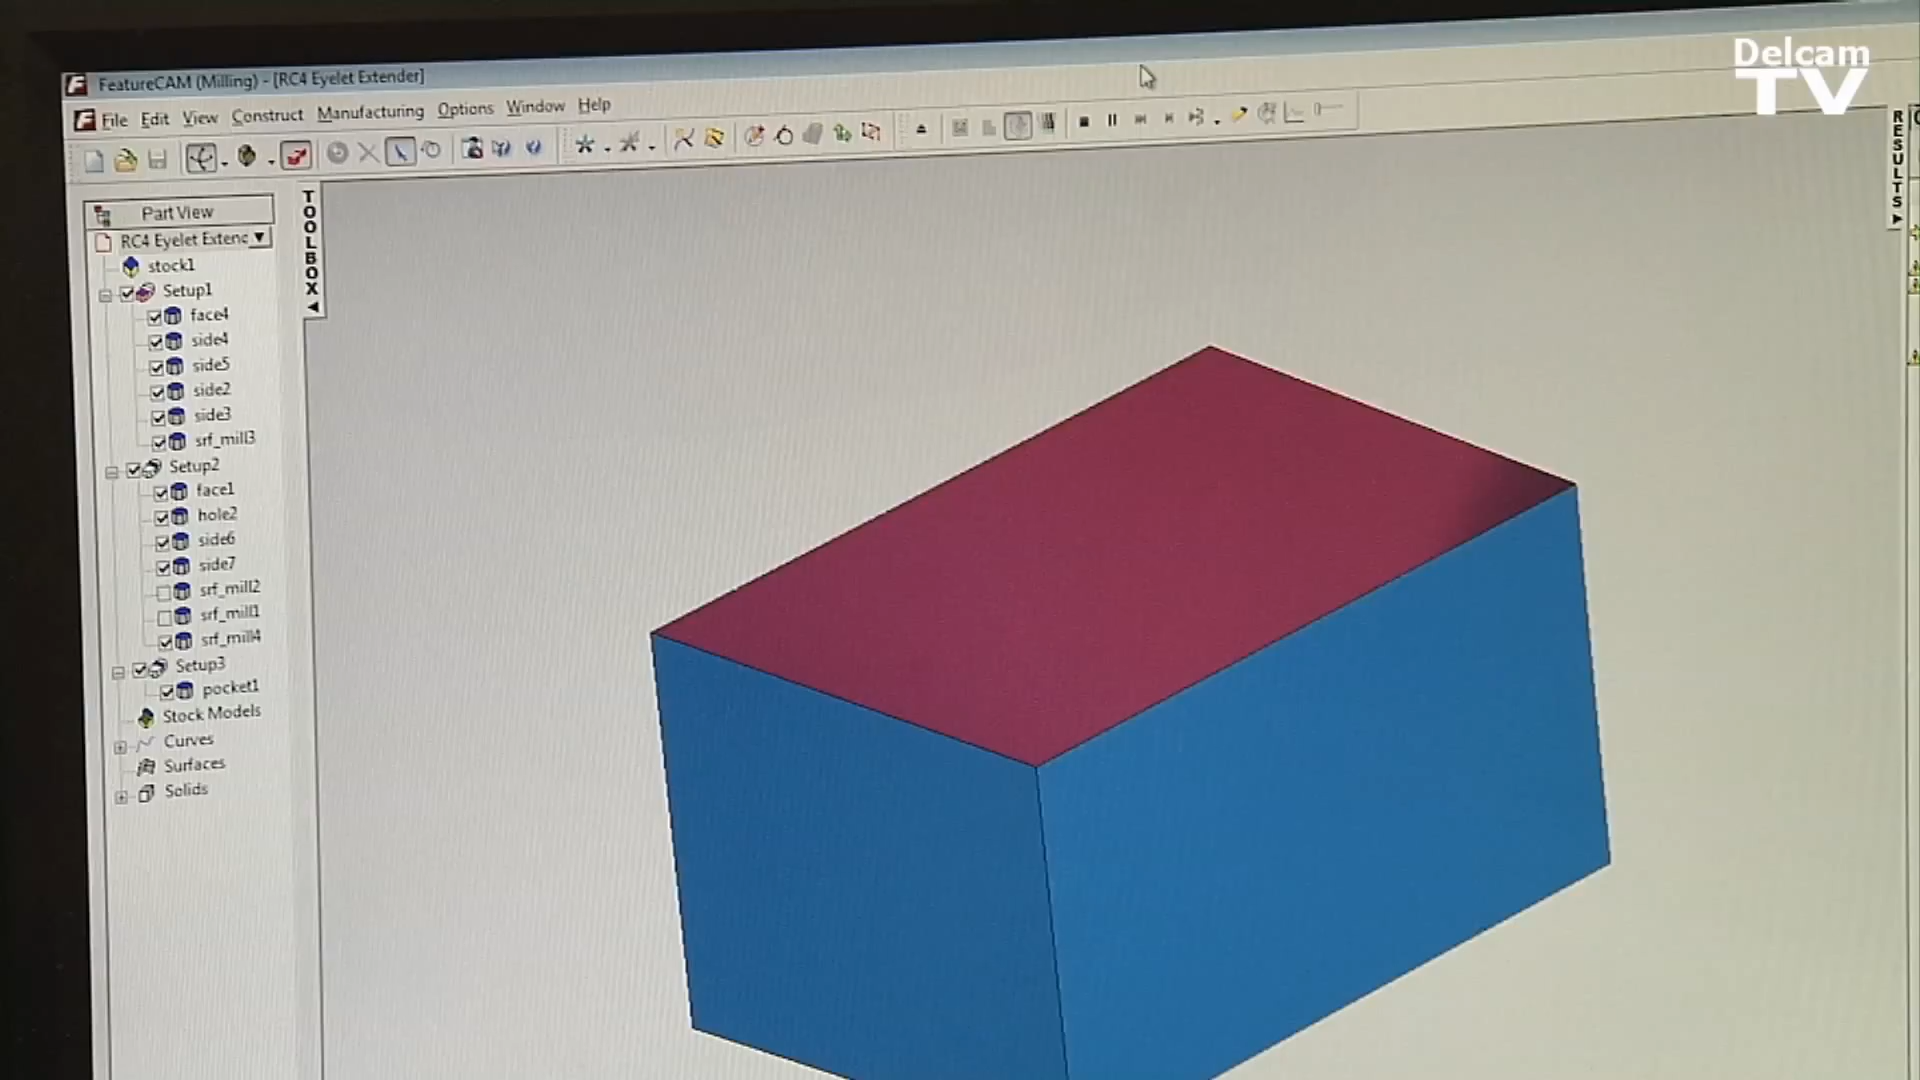 Delcam
TV
FeatureCAM (Milling) - [RC4 Eyelet Extender]
File Edit View Construct Manufacturing Options Window Help
Part View
RC4 Eyelet Extenc
stock1
Setup1
face4
side4
side5
side2
side3
srf_mill3
Setup2
face1
hole2
side6
side7
srf_mill2
srf_mill1
srf_mill4
Setup3
pocket1
Stock Models
Curves
Surfaces
Solids
TOOLBOX
RESULTS